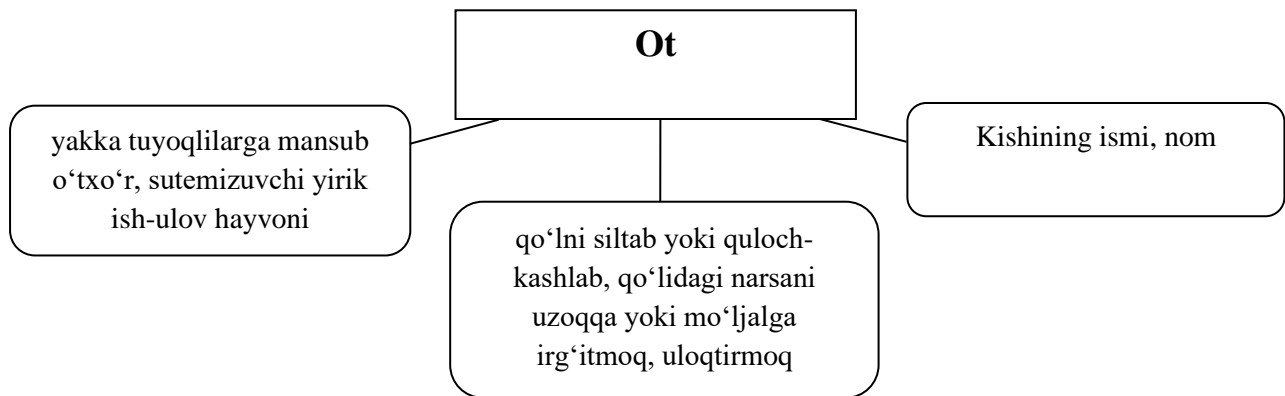 Ot
yakka tuyoqlilarga mansub
o‘txo‘r, sutemizuvchi yirik
ish-ulov hayvoni
qo‘lni siltab yoki quloch-
kashlab, qo‘lidagi narsani
uzoqqa yoki mo‘ljalga
irg‘itmoq, uloqtirmoq
Kishining ismi, nom